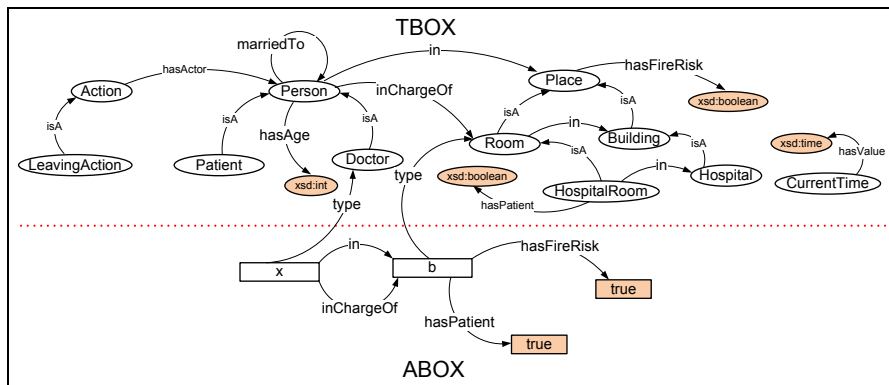 TBOX
marriedTo
in
hasActor
Action
Person
Place
hasFireRisk
inChargeOf
xsd:boolean
isA
isA
isA
hasAge
isA
isA
Room
in
Building
xsd:time
hasValue
isA
isA
LeavingAction
Patient
Doctor
type
xsd:boolean
in
Hospital
CurrentTime
xsd:int
HospitalRoom
hasPatient
type
in
hasFireRisk
x
b
inChargeOf
true
hasPatient
true
ABOX